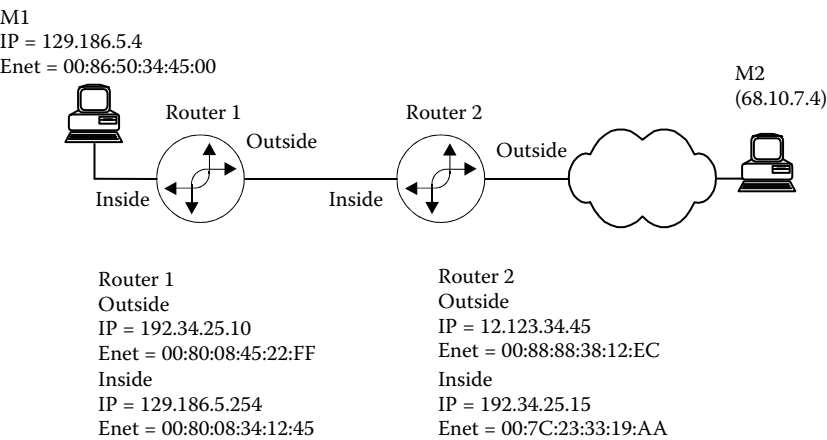 M1
IP = 129.186.5.4
Enet = 00:86:50:34:45:00
M2
(68.10.7.4)
Router 1
Router 2
Outside
Outside
Inside
Inside
Router 1
Outside
IP = 192.34.25.10
Enet = 00:80:08:45:22:FF
Inside
IP = 129.186.5.254
Enet = 00:80:08:34:12:45
Router 2
Outside
IP = 12.123.34.45
Enet = 00:88:88:38:12:EC
Inside
IP = 192.34.25.15
Enet = 00:7C:23:33:19:AA